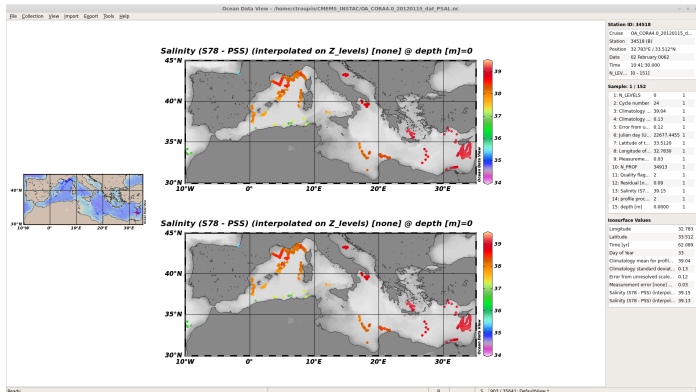 Ocean Data View - /home/ctroupin/CMEMS_INSTAC/OA_CORA4.0_20120115_dat_PSAL.nc
File Collection View Import Export Tools Help
Salinity (S78 - PSS) (interpolated on Z_levels) [none] @ depth [m]=0
45°N
40°N
35°N
30°N
10°W 0° 10°E 20°E 30°E
39
38
37
36
35
34
Ocean Data View
40°N
30°N
10°W 0° 10°E 20°E 30°E
Salinity (S78 - PSS) (interpolated on Z_levels) [none] @ depth [m]=0
45°N
40°N
35°N
30°N
10°W 0° 10°E 20°E 30°E
39
38
37
36
35
34
Ocean Data View
Station ID: 34518
Cruise OA_CORA4.0_20120115_d...
Station 34518 (B)
Position 32.783°E / 33.512°N
Date 02 February 0062
Time 10:41:30.000
N_LEV... [0 - 151]
Sample: 1 / 152
1: N_LEVELS 0 1
2: Cycle number 24 1
3: Climatology ... 39.04 1
4: Climatology ... 0.13 1
5: Error from u... 0.12 1
6: julian day (U... 22677.4455 1
7: Latitude of t... 33.5120 1
8: Longitude of... 32.7830 1
9: Measureme... 0.03 1
10: N_PROF 34913 1
11: Quality flag... 2 1
12: Residual (n... 0.09 1
13: Salinity (S7... 39.15 1
14: profile proc... 2 1
15: depth [m] 0.0000 1
Isosurface Values
Longitude 32.783
Latitude 33.512
Time [yr] 62.089
Day of Year 33
Climatology mean for profil... 39.04
Climatology standard deviat... 0.13
Error from unresolved scale... 0.12
Measurement error [none] ... 0.03
Salinity (S78 - PSS) (interpol... 39.15
Salinity (S78 - PSS) (interpol... 39.13
Ready